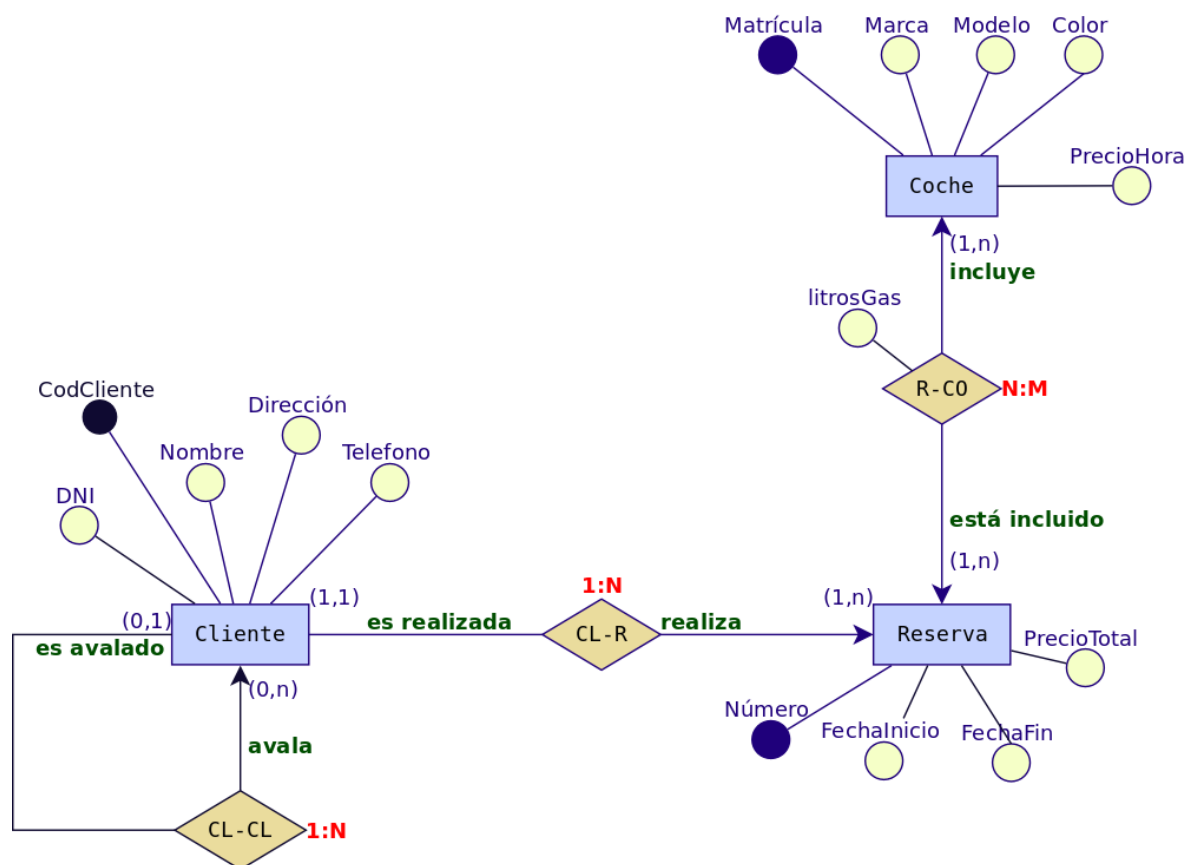 Matrícula
Marca
Modelo
Color
PrecioHora
Coche
(1,n)
incluye
litrosGas
R-CO
N:M
CodCliente
Dirección
Nombre
Telefono
DNI
está incluido
(1,n)
(0,1)
es avalado
Cliente
(1,1)
es realizada
1:N
CL-R
realiza
(1,n)
Reserva
PrecioTotal
(0,n)
Número
FechaInicio
FechaFin
avala
CL-CL
1:N